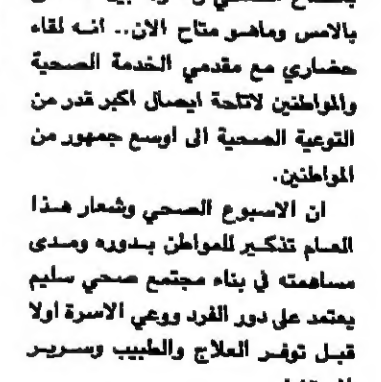 بالامس وماهو متاح الان.. انه لقاء
حضاري مع مقدمي الخدمة الصحية
والمواطنين لاتاحة ايصال اكبر قدر من
التوعية الصحية الى اوسع جمهور من
المواطنين.
ان الاسبوع الصحي وشعار هذا
العام تذكير للمواطن بدوره ومدى
مساهمته في بناء مجتمع صحي سليم
يعتمد على دور الفرد ووعي الاسرة اولا
قبل توفر العلاج والطبيب وسرير